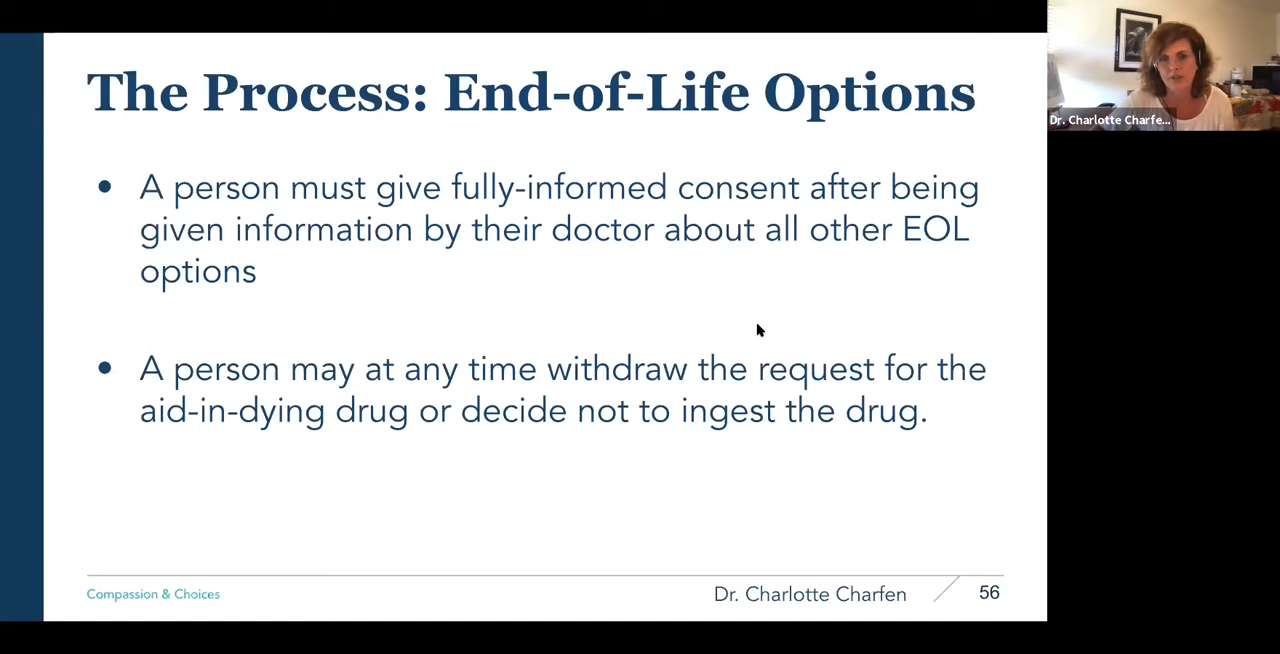 The Process: End-of-Life Options
• A person must give fully-informed consent after being
given information by their doctor about all other EOL
options
• A person may at any time withdraw the request for the
aid-in-dying drug or decide not to ingest the drug.
Compassion & Choices
Dr. Charlotte Charfen
56
Dr. Charlotte Charfe...